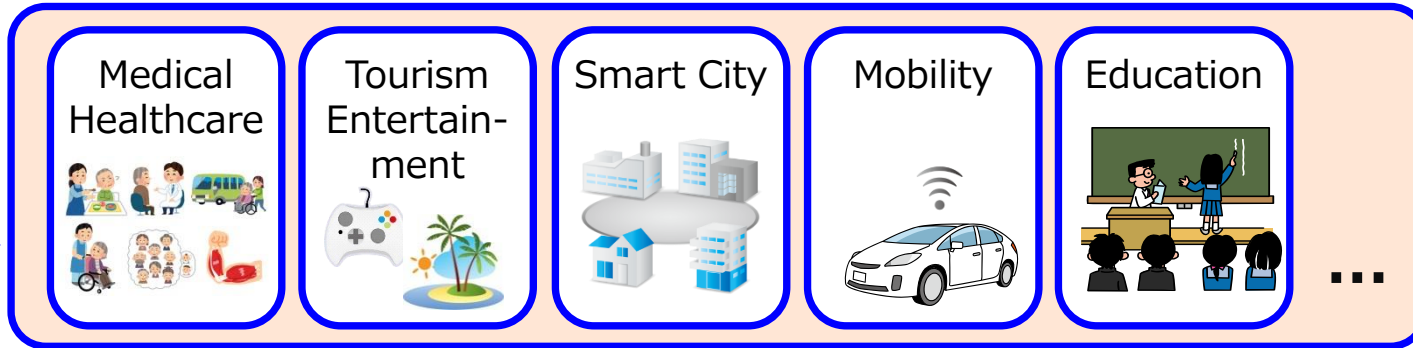 Medical
Healthcare
Tourism
Entertain-
ment
Smart City
Mobility
Education
...